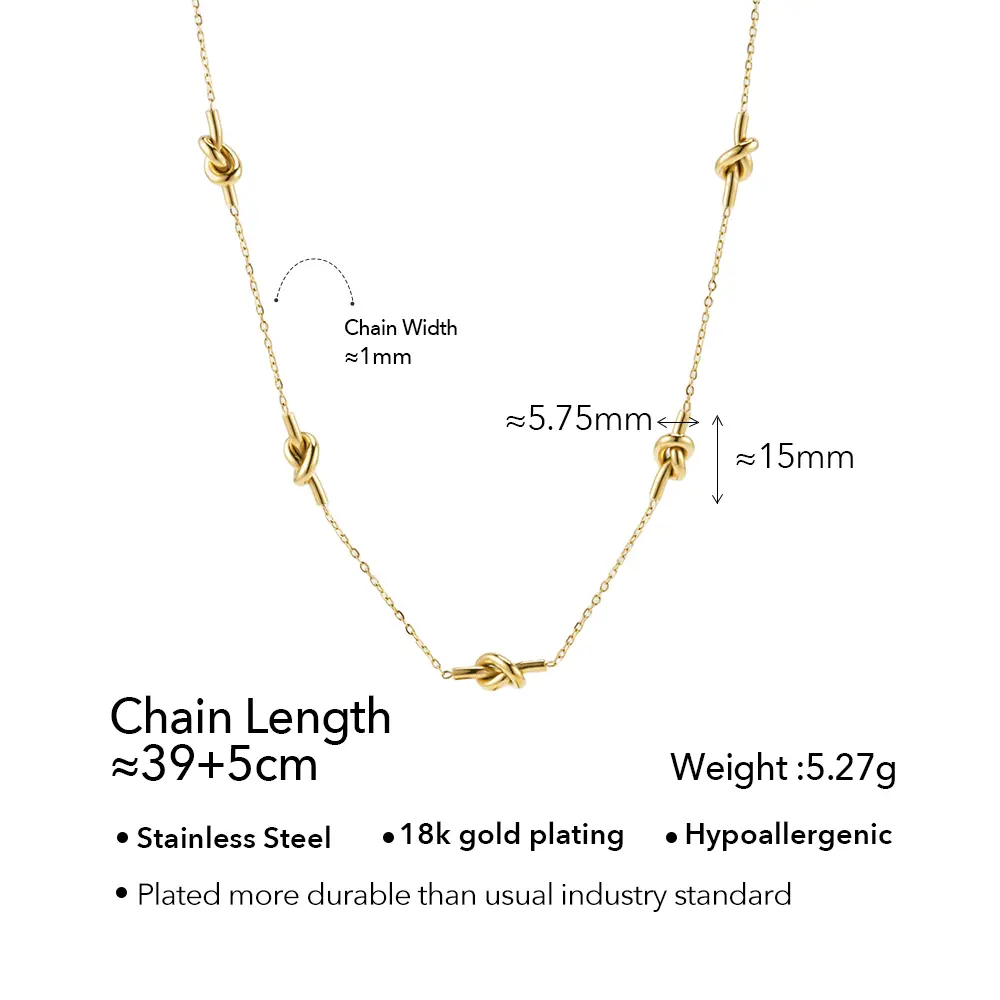 Chain Width
≈1mm
≈5.75mm
≈15mm
Chain Length
≈39+5cm
Weight :5.27g
• Stainless Steel
• 18k gold plating
• Hypoallergenic
• Plated more durable than usual industry standard